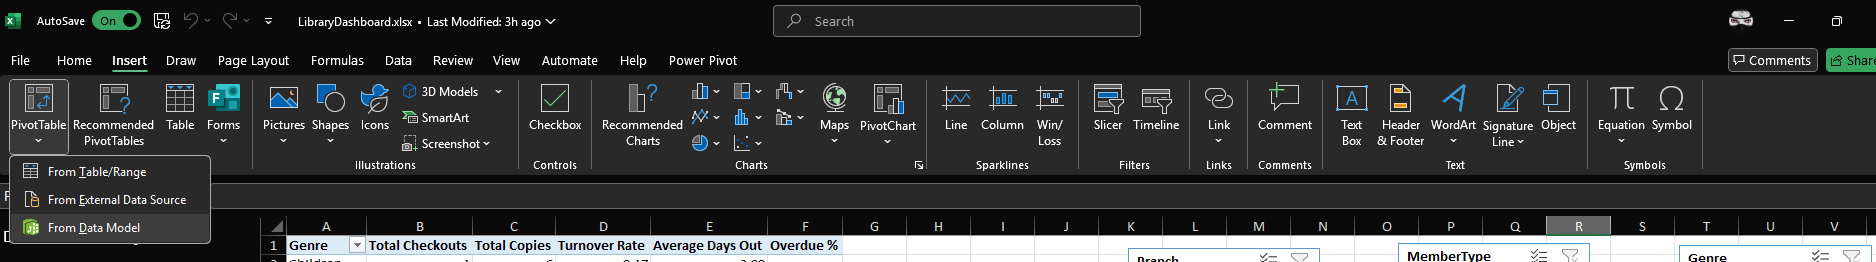 AutoSave On LibraryDashboard.xlsx • Last Modified: 3h ago Search
File Home Insert Draw Page Layout Formulas Data Review View Automate Help Power Pivot Comments Share
PivotTable
Recommended PivotTables
Table
Forms
Pictures
Shapes
Icons
3D Models
SmartArt
Screenshot
Illustrations
Checkbox
Controls
Recommended Charts
Maps
PivotChart
Charts
Line
Column
Win/ Loss
Sparklines
Slicer
Timeline
Filters
Link
Links
Comment
Comments
Text Box
Header & Footer
WordArt
Signature Line
Object
Text
Equation
Symbol
Symbols
From Table/Range
From External Data Source
From Data Model
A B C D E F G H I J K L M N O P Q R S T U V
1 Genre Total Checkouts Total Copies Turnover Rate Average Days Out Overdue %
Branch
MemberType
Genre